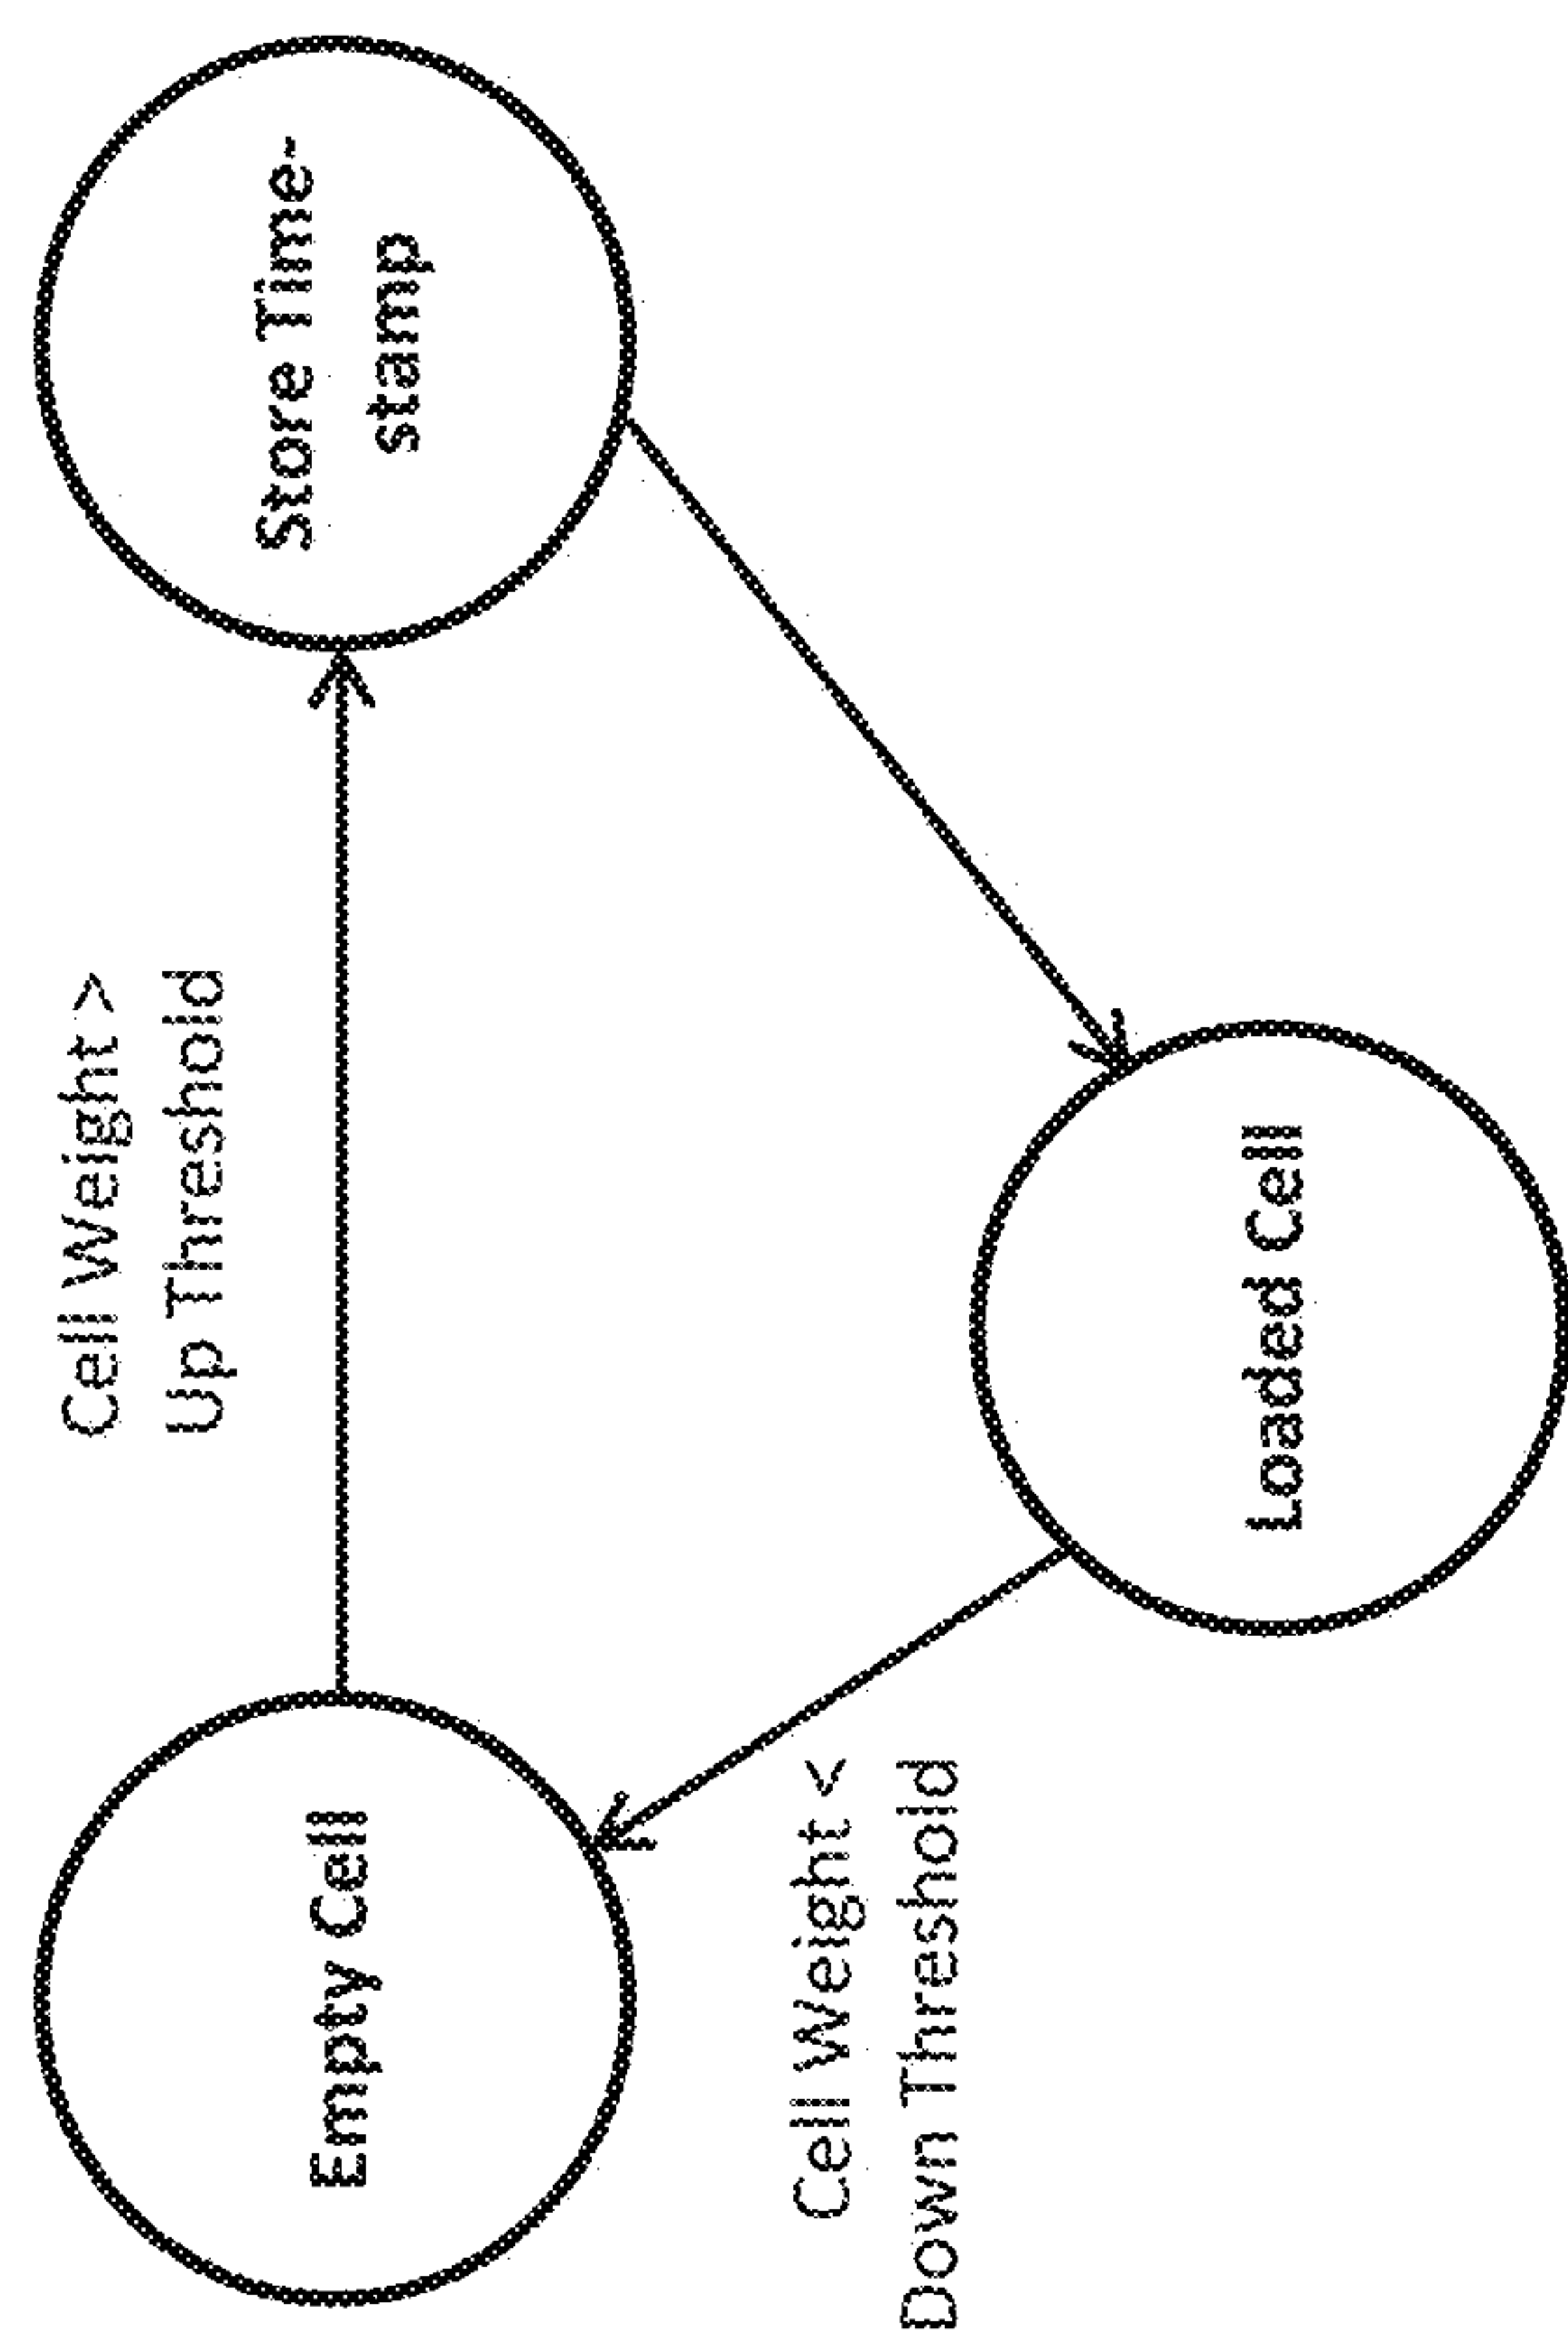 Cell Weight >
Up Threshold
Empty Cell
Store Time-
stamp
Cell Weight <
Down Threshold
Loaded Cell